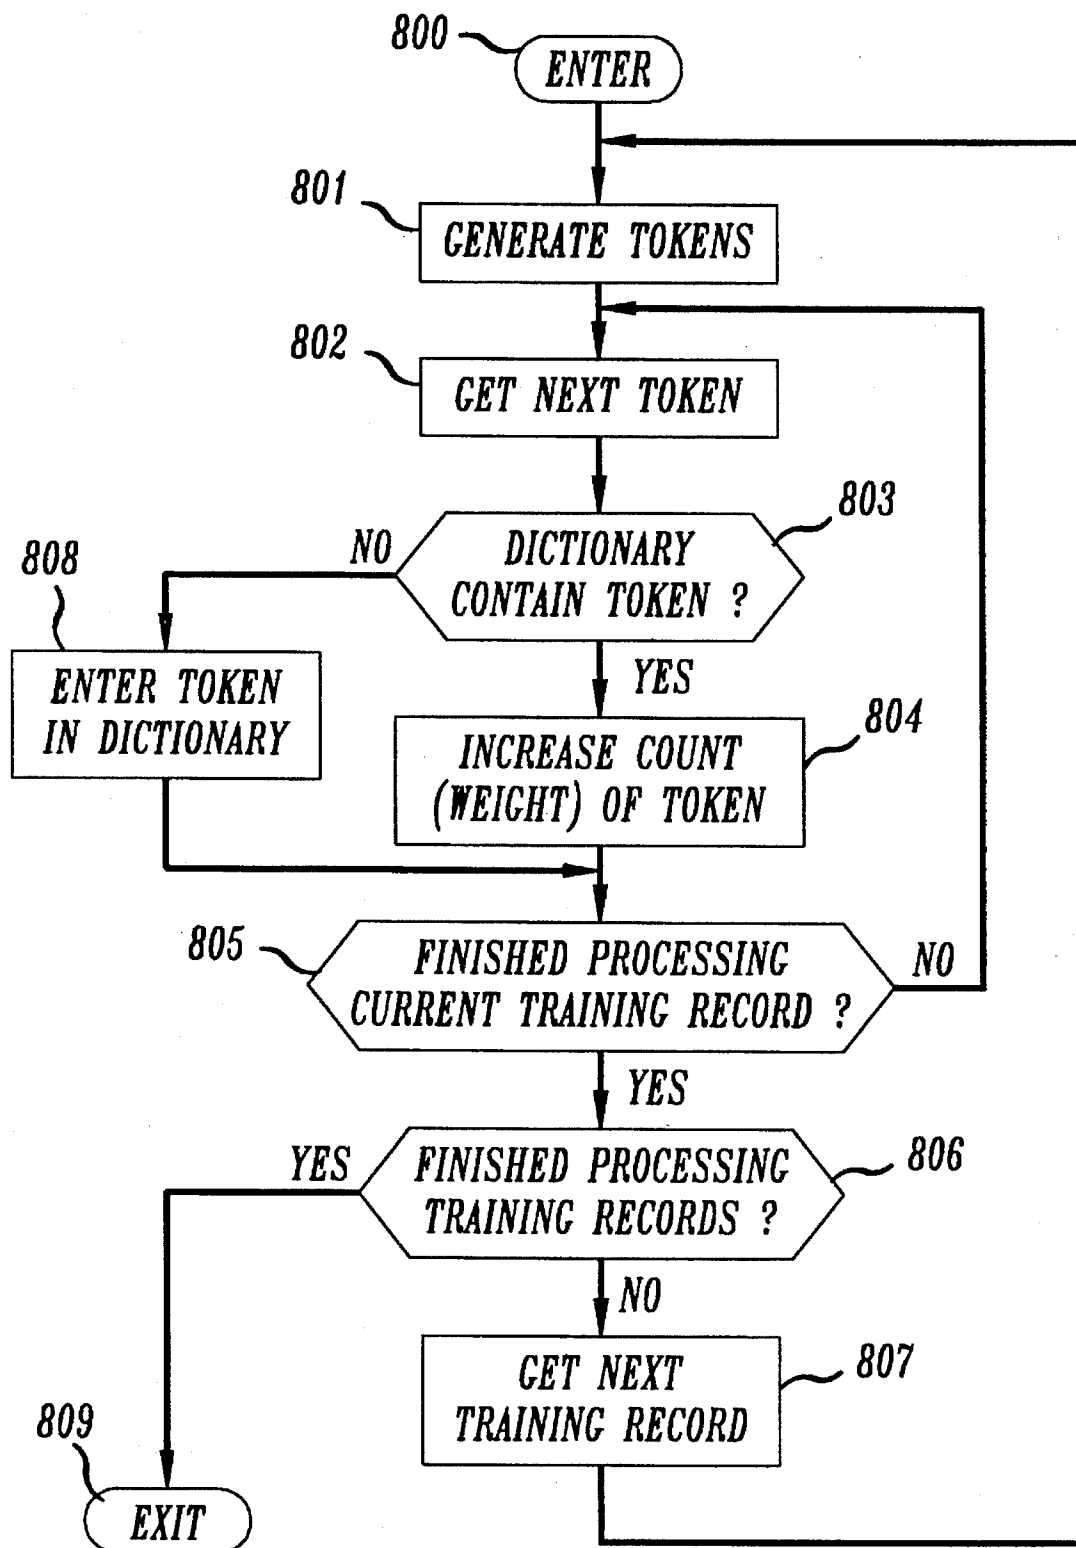 800
ENTER
801
GENERATE TOKENS
802
GET NEXT TOKEN
803
NO
DICTIONARY
CONTAIN TOKEN ?
808
YES
ENTER TOKEN
IN DICTIONARY
804
INCREASE COUNT
(WEIGHT) OF TOKEN
805
FINISHED PROCESSING
CURRENT TRAINING RECORD ?
NO
YES
YES
FINISHED PROCESSING
TRAINING RECORDS ?
806
NO
GET NEXT
TRAINING RECORD
807
809
EXIT